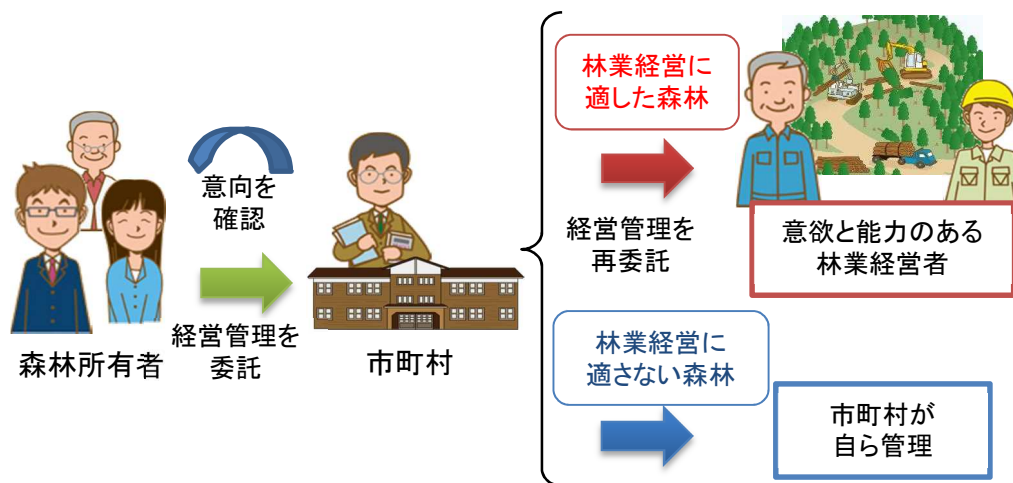 意向を
確認
経営管理を
委託
森林所有者
市町村
林業経営に
適した森林
経営管理を
再委託
意欲と能力のある
林業経営者
林業経営に
適さない森林
市町村が
自ら管理